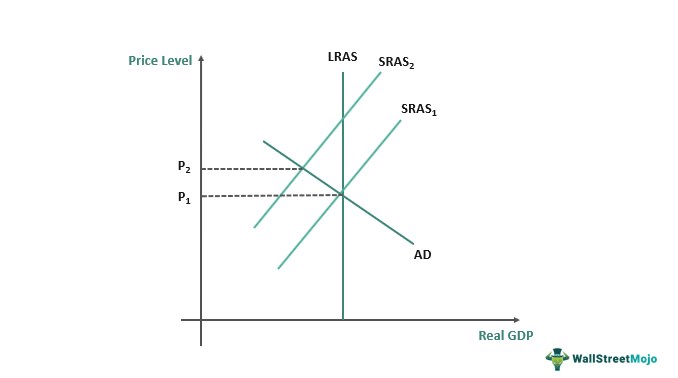 Price Level
LRAS
SRAS₂
SRAS₁
P₂
P₁
AD
Real GDP
WallStreetMojo